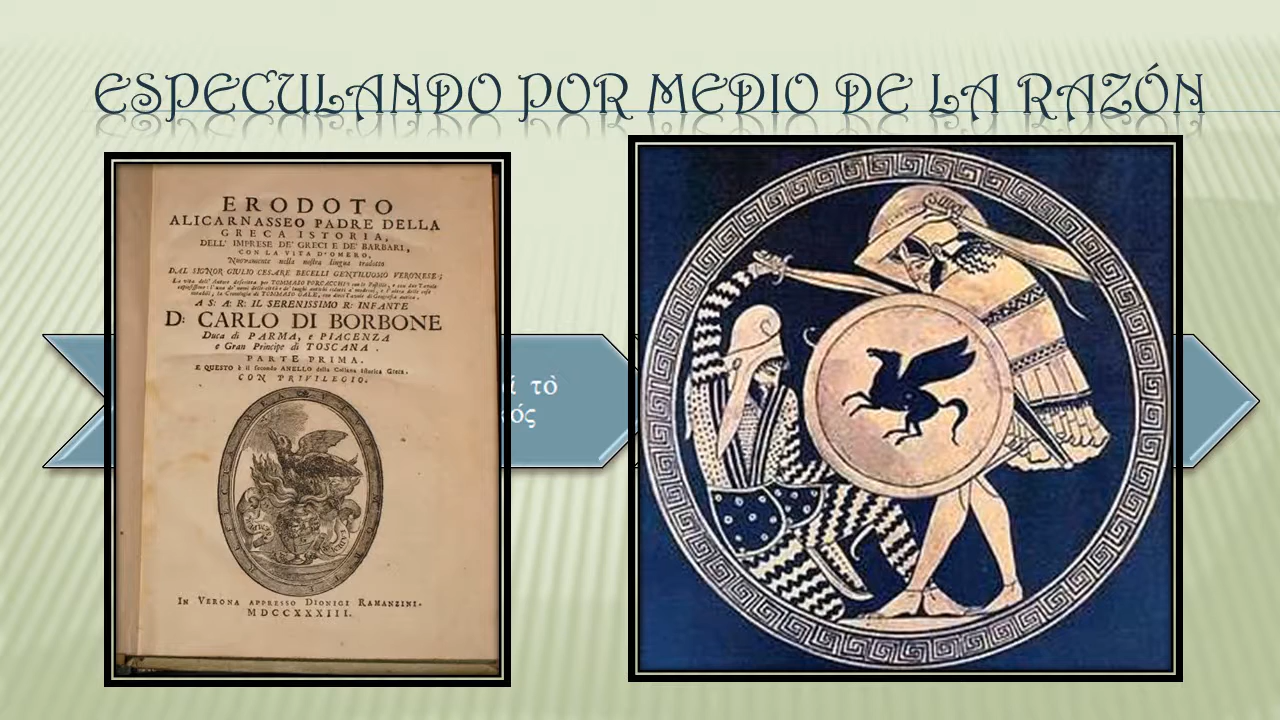 ESPECULANDO POR MEDIO DE LA RAZÓN
ERODOTO
ALICARNASSEO PADRE DELLA
GRECA ISTORIA,
DELL' IMPRESE DE' GRECI E DE' BARBARI,
CON LA VITA D'OMERO,
Nuovamente nella nostra lingua tradotto
DAL SIGNOR GIULIO CESARE BECELLI GENTILUOMO VERONESE;
A S: A: R: IL SERENISSIMO R: INFANTE
D: CARLO DI BORBONE
Duca di PARMA, e PIACENZA
e Gran Principe di TOSCANA.
PARTE PRIMA.
E QUESTO è il secondo ANELLO della Collana Istorica Greca.
CON PRIVILEGIO.
IN VERONA APPRESSO DIONIGI RAMANZINI.
MDCCXXXIII.
τὸ